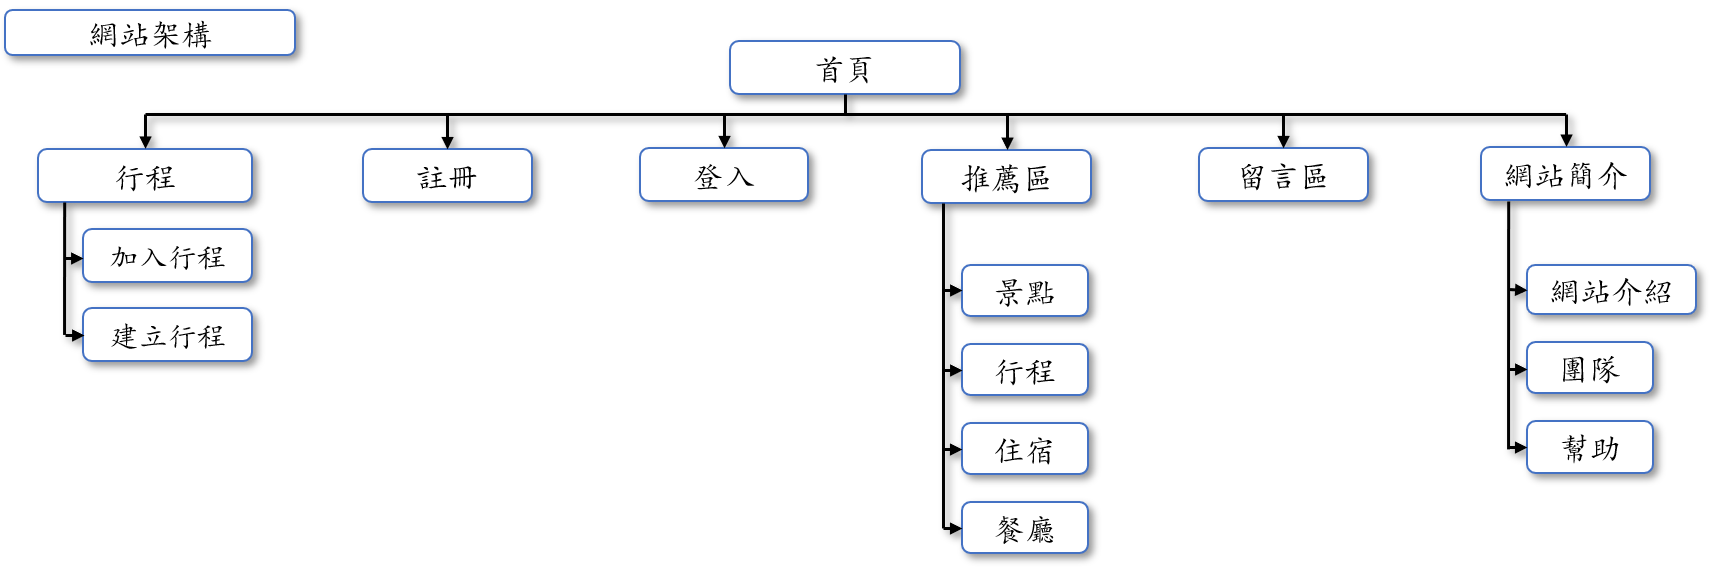 網站架構
首頁
行程
註冊
登入
推薦區
留言區
網站簡介
加入行程
建立行程
景點
行程
住宿
餐廳
網站介紹
團隊
幫助